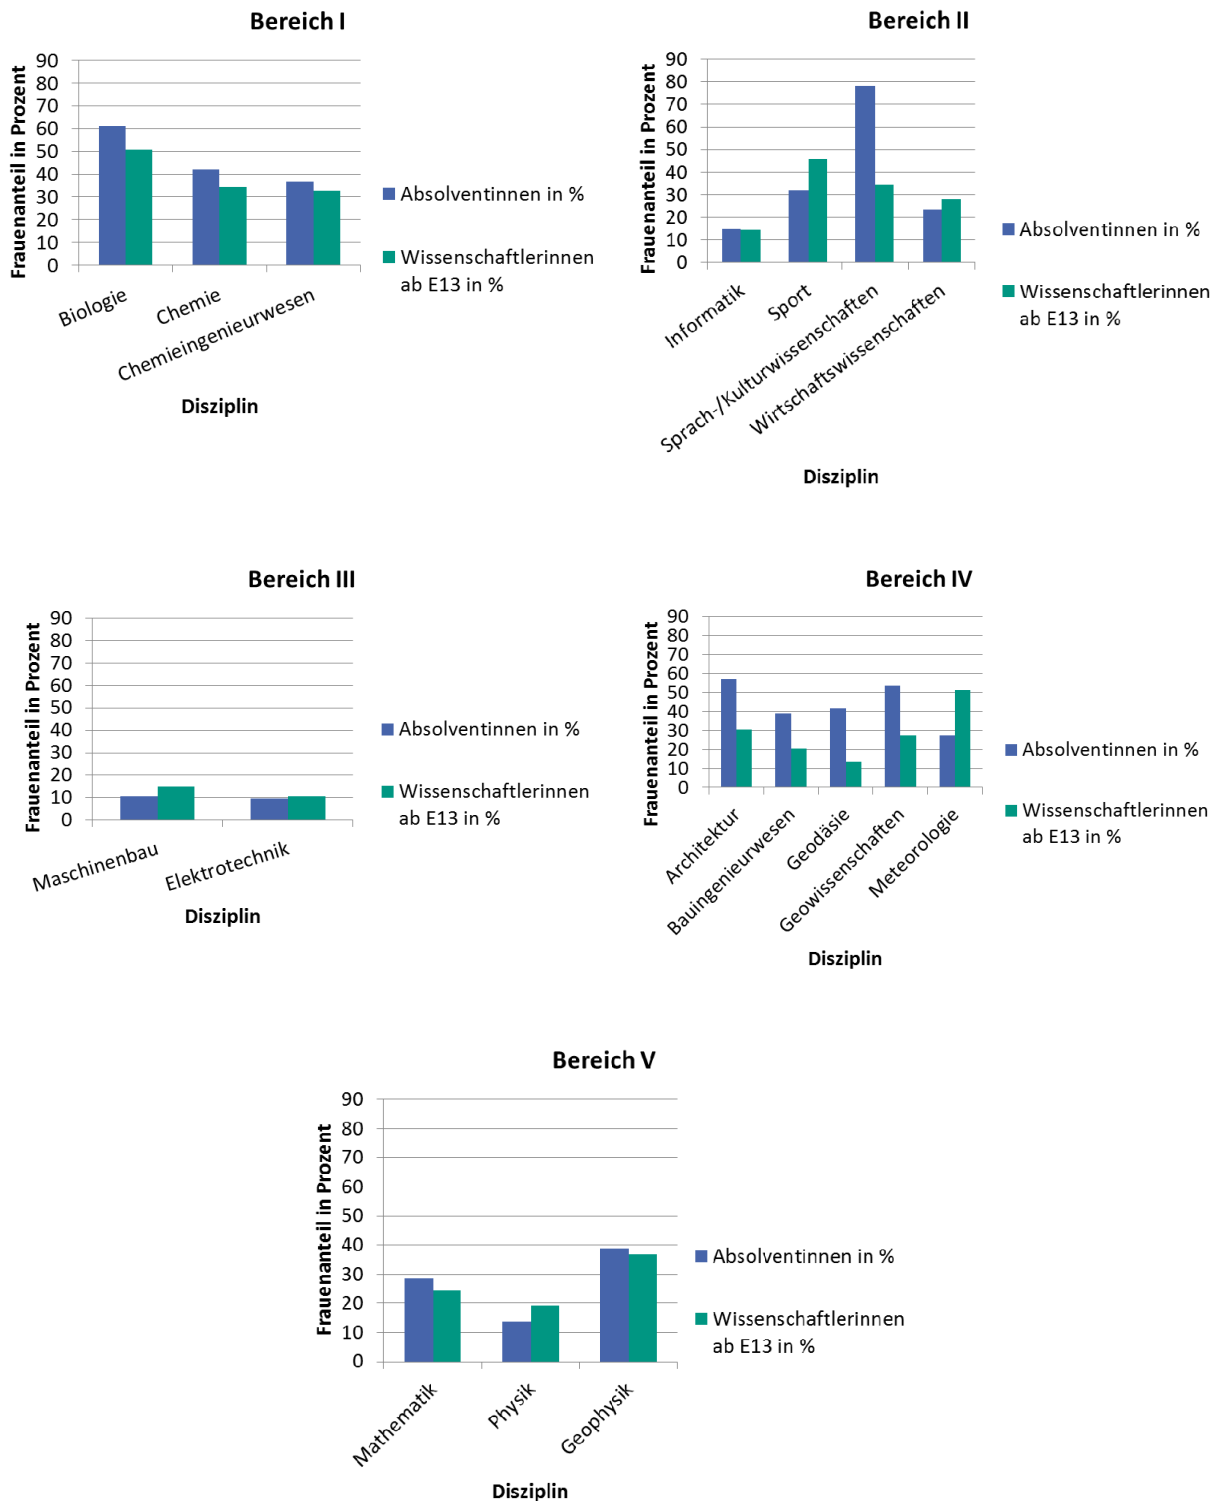 Bereich I
Frauenanteil in Prozent
90
80
70
60
50
40
30
20
10
0
Biologie
Chemie
Chemieingenieurwesen
Disziplin
Absolventinnen in %
Wissenschaftlerinnen
ab E13 in %
Bereich II
Frauenanteil in Prozent
90
80
70
60
50
40
30
20
10
0
Informatik
Sport
Sprach-/Kulturwissenschaften
Wirtschaftswissenschaften
Disziplin
Absolventinnen in %
Wissenschaftlerinnen
ab E13 in %
Bereich III
Frauenanteil in Prozent
90
80
70
60
50
40
30
20
10
0
Maschinenbau
Elektrotechnik
Disziplin
Absolventinnen in %
Wissenschaftlerinnen
ab E13 in %
Bereich IV
Frauenanteil in Prozent
90
80
70
60
50
40
30
20
10
0
Architektur
Bauingenieurwesen
Geodäsie
Geowissenschaften
Meteorologie
Disziplin
Absolventinnen in %
Wissenschaftlerinnen
ab E13 in %
Bereich V
Frauenanteil in Prozent
90
80
70
60
50
40
30
20
10
0
Mathematik
Physik
Geophysik
Disziplin
Absolventinnen in %
Wissenschaftlerinnen
ab E13 in %